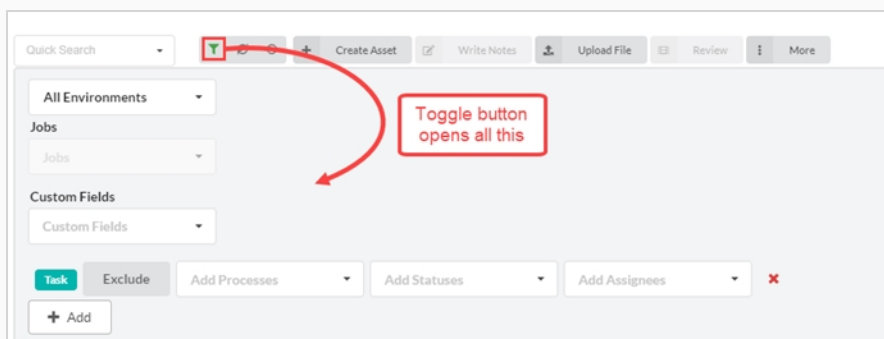 Quick Search
Create Asset
Write Notes
Upload File
Review
More
All Environments
Toggle button
opens all this
Jobs
Jobs
Custom Fields
Custom Fields
Task
Exclude
Add Processes
Add Statuses
Add Assignees
Add